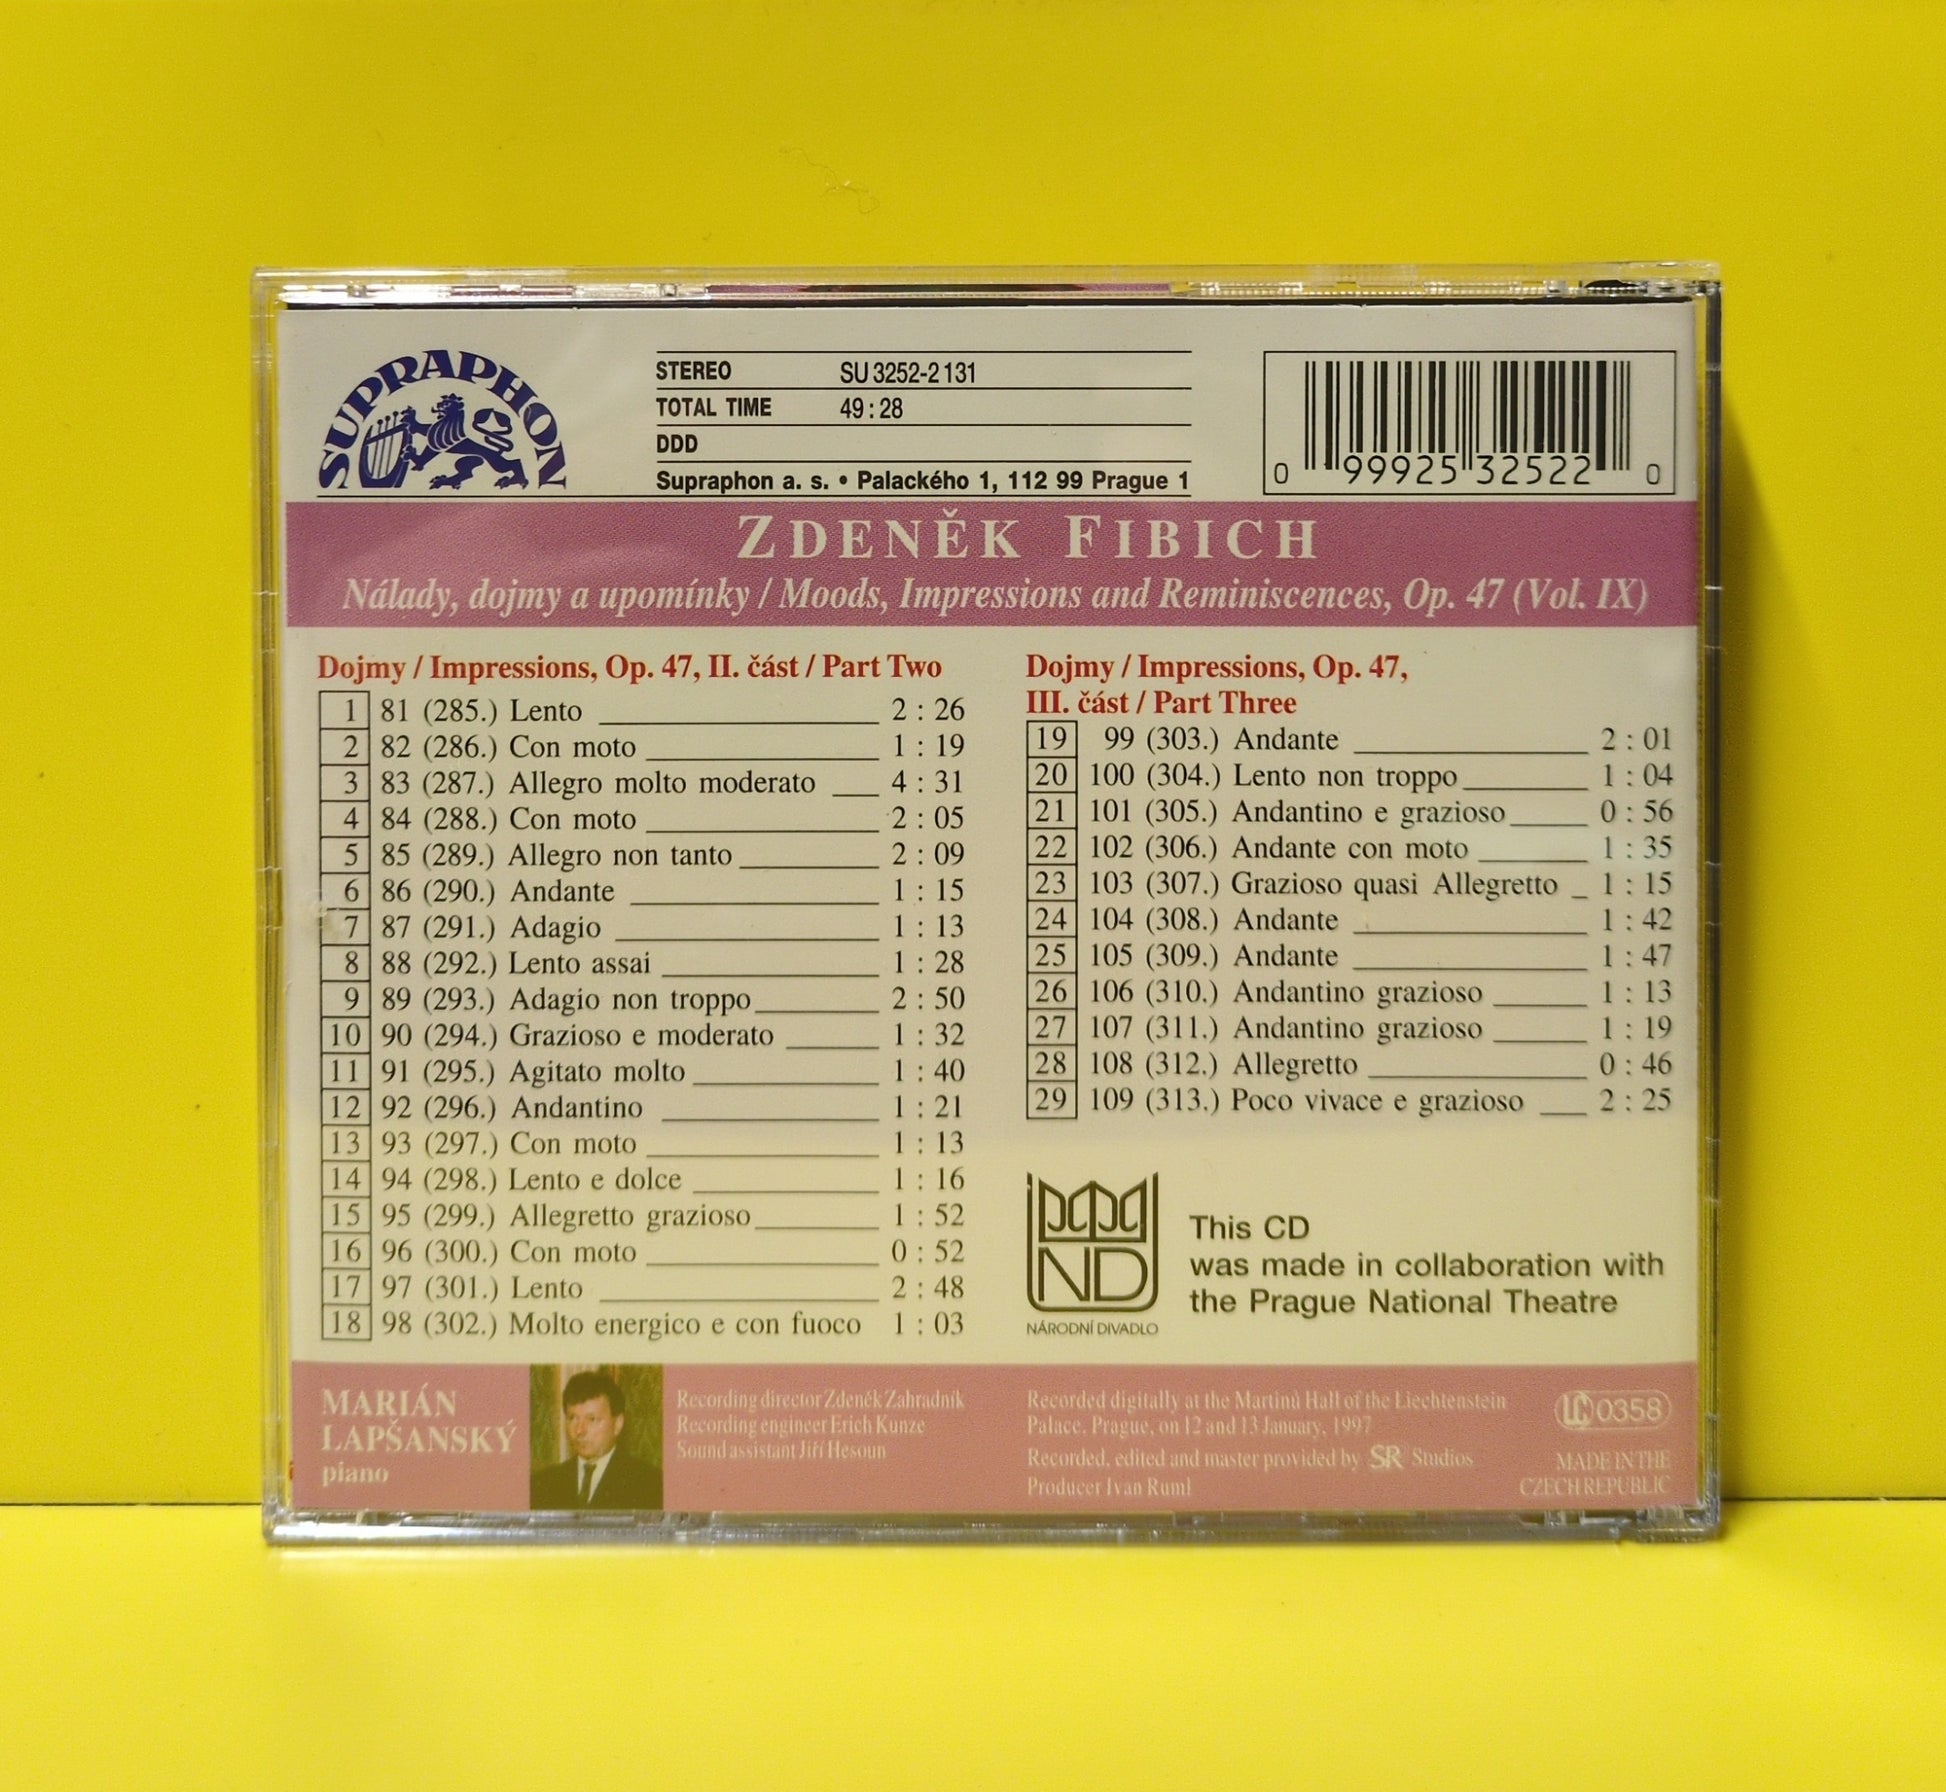 SUPRAPHON
STEREO SU 3252-2 131
TOTAL TIME 49 : 28
DDD
Supraphon a. s. • Palackého 1, 112 99 Prague 1
0 99925 32522 0
ZDENĚK FIBICH
Nálady, dojmy a upomínky / Moods, Impressions and Reminiscences, Op. 47 (Vol. IX)
Dojmy / Impressions, Op. 47, II. část / Part Two
1 81 (285.) Lento 2 : 26
2 82 (286.) Con moto 1 : 19
3 83 (287.) Allegro molto moderato 4 : 31
4 84 (288.) Con moto 2 : 05
5 85 (289.) Allegro non tanto 2 : 09
6 86 (290.) Andante 1 : 15
7 87 (291.) Adagio 1 : 13
8 88 (292.) Lento assai 1 : 28
9 89 (293.) Adagio non troppo 2 : 50
10 90 (294.) Grazioso e moderato 1 : 32
11 91 (295.) Agitato molto 1 : 40
12 92 (296.) Andantino 1 : 21
13 93 (297.) Con moto 1 : 13
14 94 (298.) Lento e dolce 1 : 16
15 95 (299.) Allegretto grazioso 1 : 52
16 96 (300.) Con moto 0 : 52
17 97 (301.) Lento 2 : 48
18 98 (302.) Molto energico e con fuoco 1 : 03
Dojmy / Impressions, Op. 47,
III. část / Part Three
19 99 (303.) Andante 2 : 01
20 100 (304.) Lento non troppo 1 : 04
21 101 (305.) Andantino e grazioso 0 : 56
22 102 (306.) Andante con moto 1 : 35
23 103 (307.) Grazioso quasi Allegretto 1 : 15
24 104 (308.) Andante 1 : 42
25 105 (309.) Andante 1 : 47
26 106 (310.) Andantino grazioso 1 : 13
27 107 (311.) Andantino grazioso 1 : 19
28 108 (312.) Allegretto 0 : 46
29 109 (313.) Poco vivace e grazioso 2 : 25
ND
NÁRODNÍ DIVADLO
This CD
was made in collaboration with
the Prague National Theatre
MARIÁN
LAPŠANSKÝ
piano
Recording director Zdeněk Zahradník
Recording engineer Erich Kunze
Sound assistant Jiří Hesoun
Recorded digitally at the Martinů Hall of the Liechtenstein
Palace, Prague, on 12 and 13 January, 1997
Recorded, edited and master provided by SR Studios
Producer Ivan Ruml
LC 0358
MADE IN THE
CZECH REPUBLIC